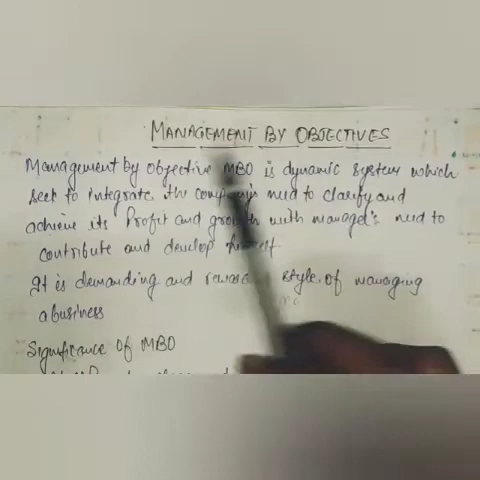 MANAGEMENT BY OBJECTIVES
Management by objective MBO is dynamic system which
seek to integrate the company's need to clarify and
achieve its Profit and growth with manager's need to
contribute and develop himself
It is demanding and style of managing
a business
Significance of MBO